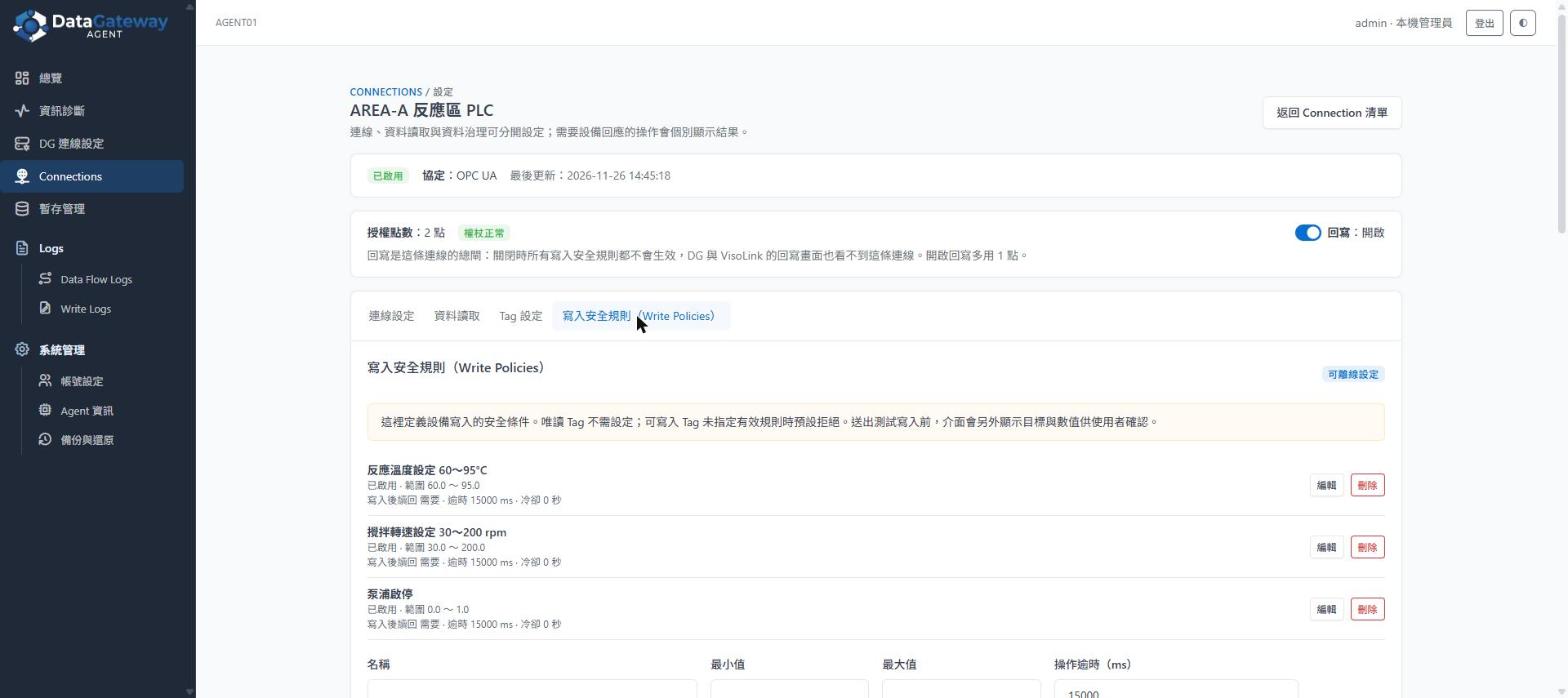 DataGateway
AGENT
AGENT01
admin · 本機管理員
登出
總覽
資訊診斷
DG 連線設定
Connections
暫存管理
Logs
Data Flow Logs
Write Logs
系統管理
帳號設定
Agent 資訊
備份與還原
CONNECTIONS / 設定
AREA-A 反應區 PLC
連線、資料讀取與資料治理可分開設定；需要設備回應的操作會個別顯示結果。
返回 Connection 清單
已啟用 協定：OPC UA 最後更新：2026-11-26 14:45:18
授權點數：2 點 權杖正常
回寫：開啟
回寫是這條連線的總閘：關閉時所有寫入安全規則都不會生效，DG 與 VisoLink 的回寫畫面也看不到這條連線。開啟回寫多用 1 點。
連線設定 資料讀取 Tag 設定 寫入安全規則（Write Policies）
寫入安全規則（Write Policies）
可離線設定
這裡定義設備寫入的安全條件。唯讀 Tag 不需設定；可寫入 Tag 未指定有效規則時預設拒絕。送出測試寫入前，介面會另外顯示目標與數值供使用者確認。
反應溫度設定 60～95°C
已啟用 · 範圍 60.0 ～ 95.0
寫入後讀回 需要 · 逾時 15000 ms · 冷卻 0 秒
編輯 刪除
攪拌轉速設定 30～200 rpm
已啟用 · 範圍 30.0 ～ 200.0
寫入後讀回 需要 · 逾時 15000 ms · 冷卻 0 秒
編輯 刪除
泵浦啟停
已啟用 · 範圍 0.0 ～ 1.0
寫入後讀回 需要 · 逾時 15000 ms · 冷卻 0 秒
編輯 刪除
名稱 最小值 最大值 操作逾時（ms）
15000